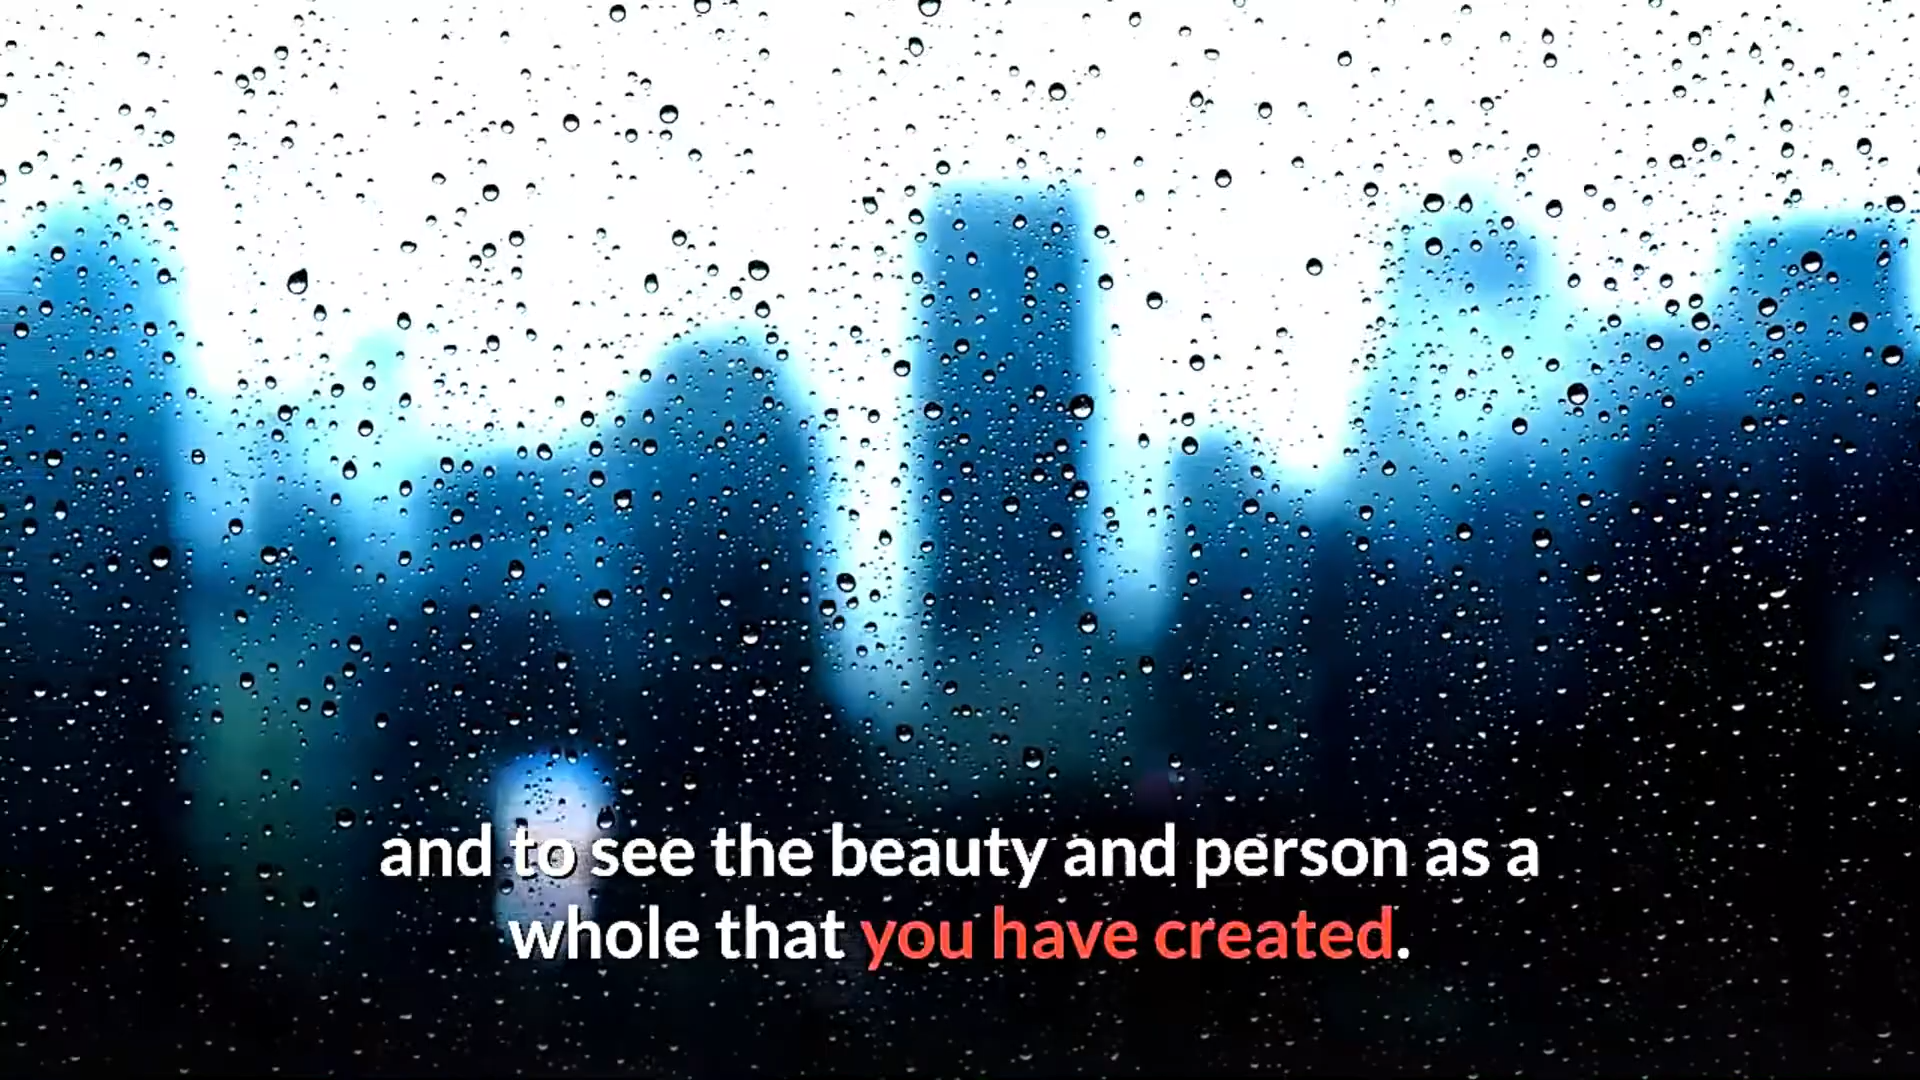 and to see the beauty and person as a
whole that you have created.